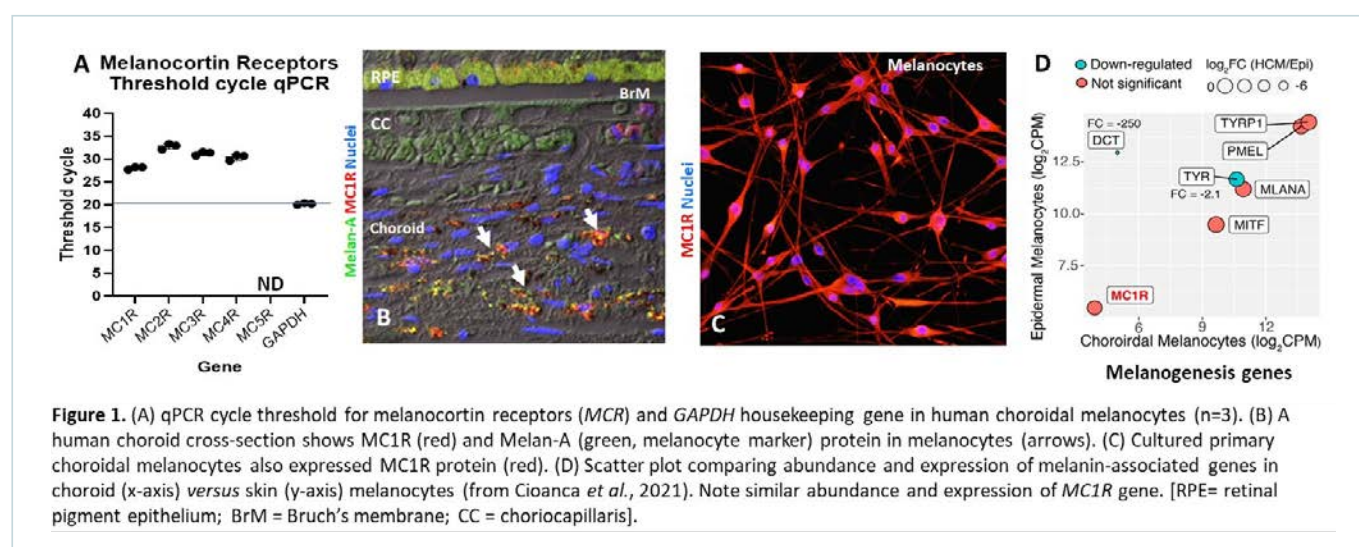 A Melanocortin Receptors
Threshold cycle qPCR
Threshold cycle
40
35
30
25
20
15
10
5
0
ND
MC1R
MC2R
MC3R
MC4R
MC5R
GAPDH
Gene
Melan-A MC1R Nuclei
RPE
BrM
CC
Choroid
B
MC1R Nuclei
Melanocytes
C
D
Down-regulated
Not significant
log2FC (HCM/Epi)
0 -6
Epidermal Melanocytes (log2CPM)
12.5
10.0
7.5
FC = -250
DCT
TYRP1
PMEL
TYR
FC = -2.1
MLANA
MITF
MC1R
6 9 12
Choroirdal Melanocytes (log2CPM)
Melanogenesis genes
Figure 1. (A) qPCR cycle threshold for melanocortin receptors (MCR) and GAPDH housekeeping gene in human choroidal melanocytes (n=3). (B) A
human choroid cross-section shows MC1R (red) and Melan-A (green, melanocyte marker) protein in melanocytes (arrows). (C) Cultured primary
choroidal melanocytes also expressed MC1R protein (red). (D) Scatter plot comparing abundance and expression of melanin-associated genes in
choroid (x-axis) versus skin (y-axis) melanocytes (from Cioanca et al., 2021). Note similar abundance and expression of MC1R gene. [RPE= retinal
pigment epithelium; BrM = Bruch's membrane; CC = choriocapillaris].